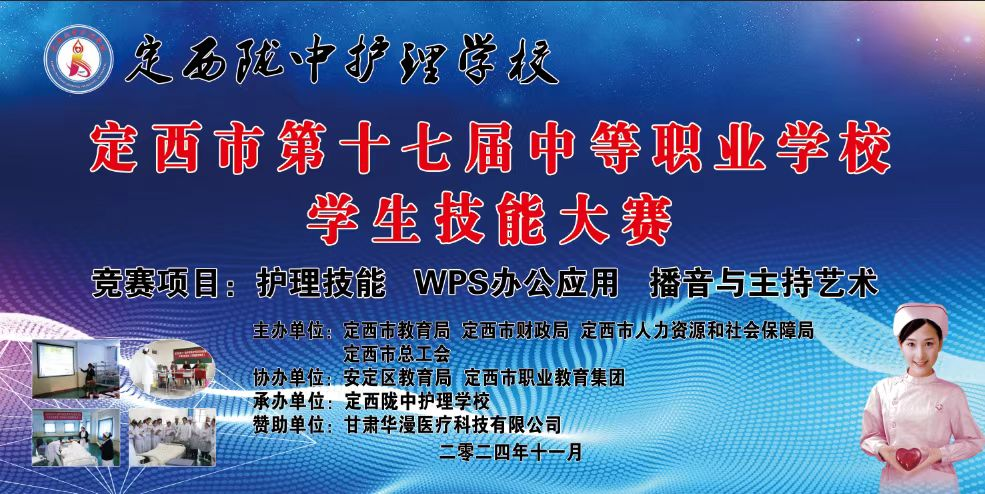 定西陇中护理学校
定西市第十七届中等职业学校
学生技能大赛
竞赛项目：护理技能 WPS办公应用 播音与主持艺术
主办单位：定西市教育局 定西市财政局 定西市人力资源和社会保障局
定西市总工会
协办单位：安定区教育局 定西市职业教育集团
承办单位：定西陇中护理学校
赞助单位：甘肃华漫医疗科技有限公司
二零二四年十一月